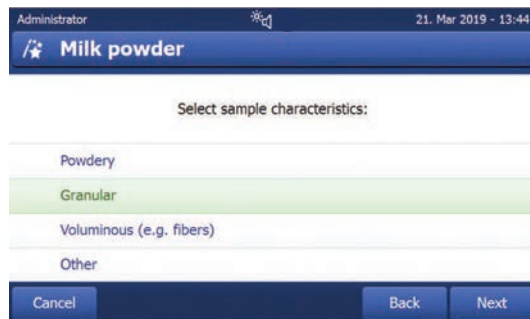 Administrator 21. Mar 2019 - 13:44
Milk powder
Select sample characteristics:
Powdery
Granular
Voluminous (e.g. fibers)
Other
Cancel Back Next